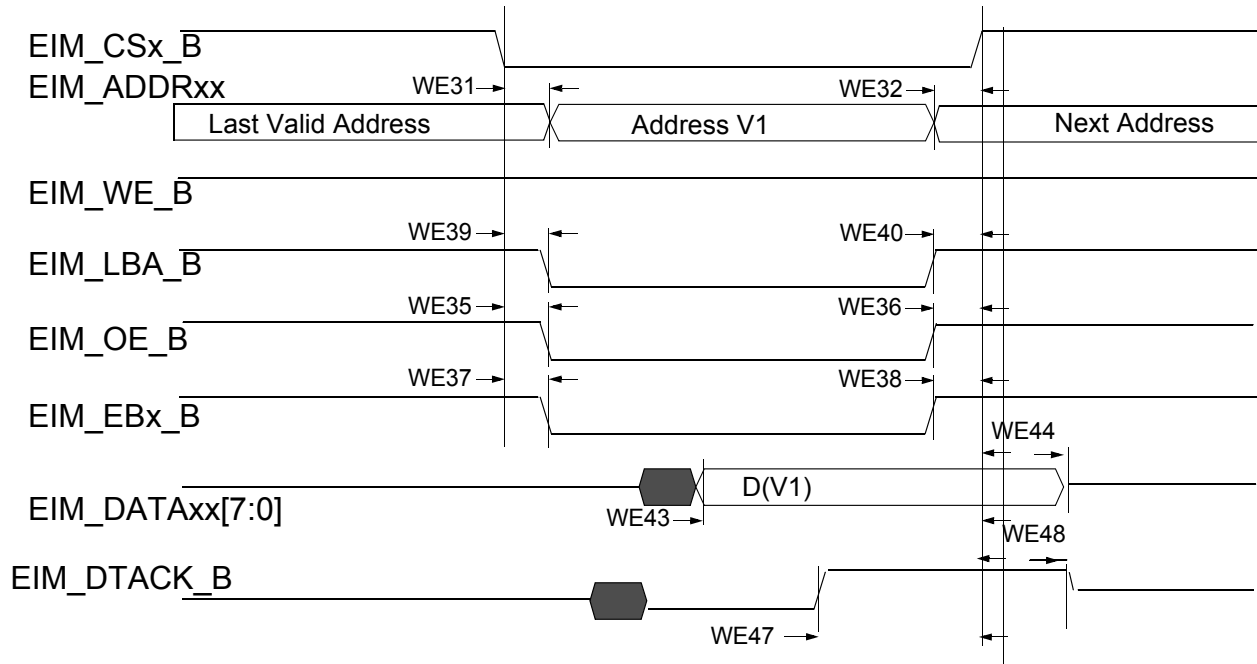 EIM_CSx_B
EIM_ADDRxx
WE31
WE32
Last Valid Address
Address V1
Next Address
EIM_WE_B
WE39
WE40
EIM_LBA_B
WE35
WE36
EIM_OE_B
WE37
WE38
EIM_EBx_B
WE44
D(V1)
EIM_DATAxx[7:0]
WE43
WE48
EIM_DTACK_B
WE47